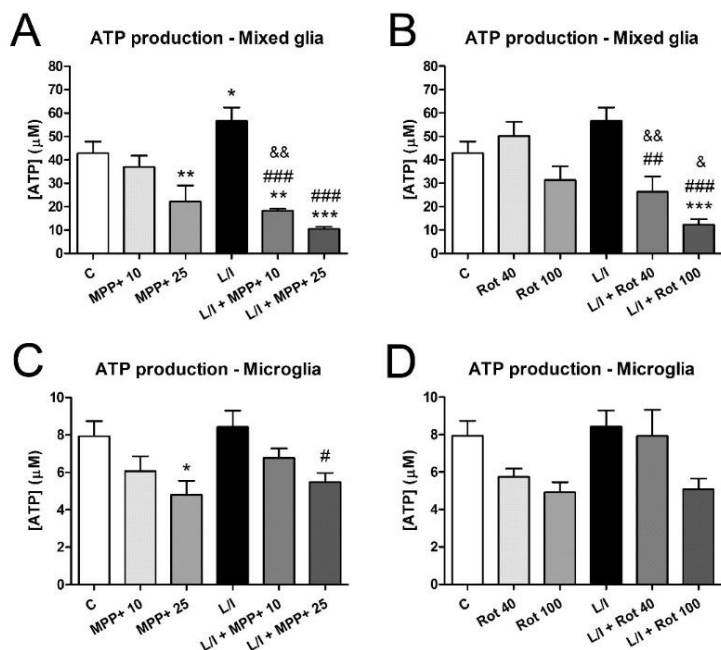 A
ATP production - Mixed glia
[ATP] (µM)
80
70
60
50
40
30
20
10
0
*
**
&&
###
**
###
***
C
MPP+ 10
MPP+ 25
L/I
L/I + MPP+ 10
L/I + MPP+ 25
B
ATP production - Mixed glia
[ATP] (µM)
80
70
60
50
40
30
20
10
0
&&
##
&
###
***
C
Rot 40
Rot 100
L/I
L/I + Rot 40
L/I + Rot 100
C
ATP production - Microglia
[ATP] (µM)
10
8
6
4
2
0
*
#
C
MPP+ 10
MPP+ 25
L/I
L/I + MPP+ 10
L/I + MPP+ 25
D
ATP production - Microglia
[ATP] (µM)
10
8
6
4
2
0
C
Rot 40
Rot 100
L/I
L/I + Rot 40
L/I + Rot 100